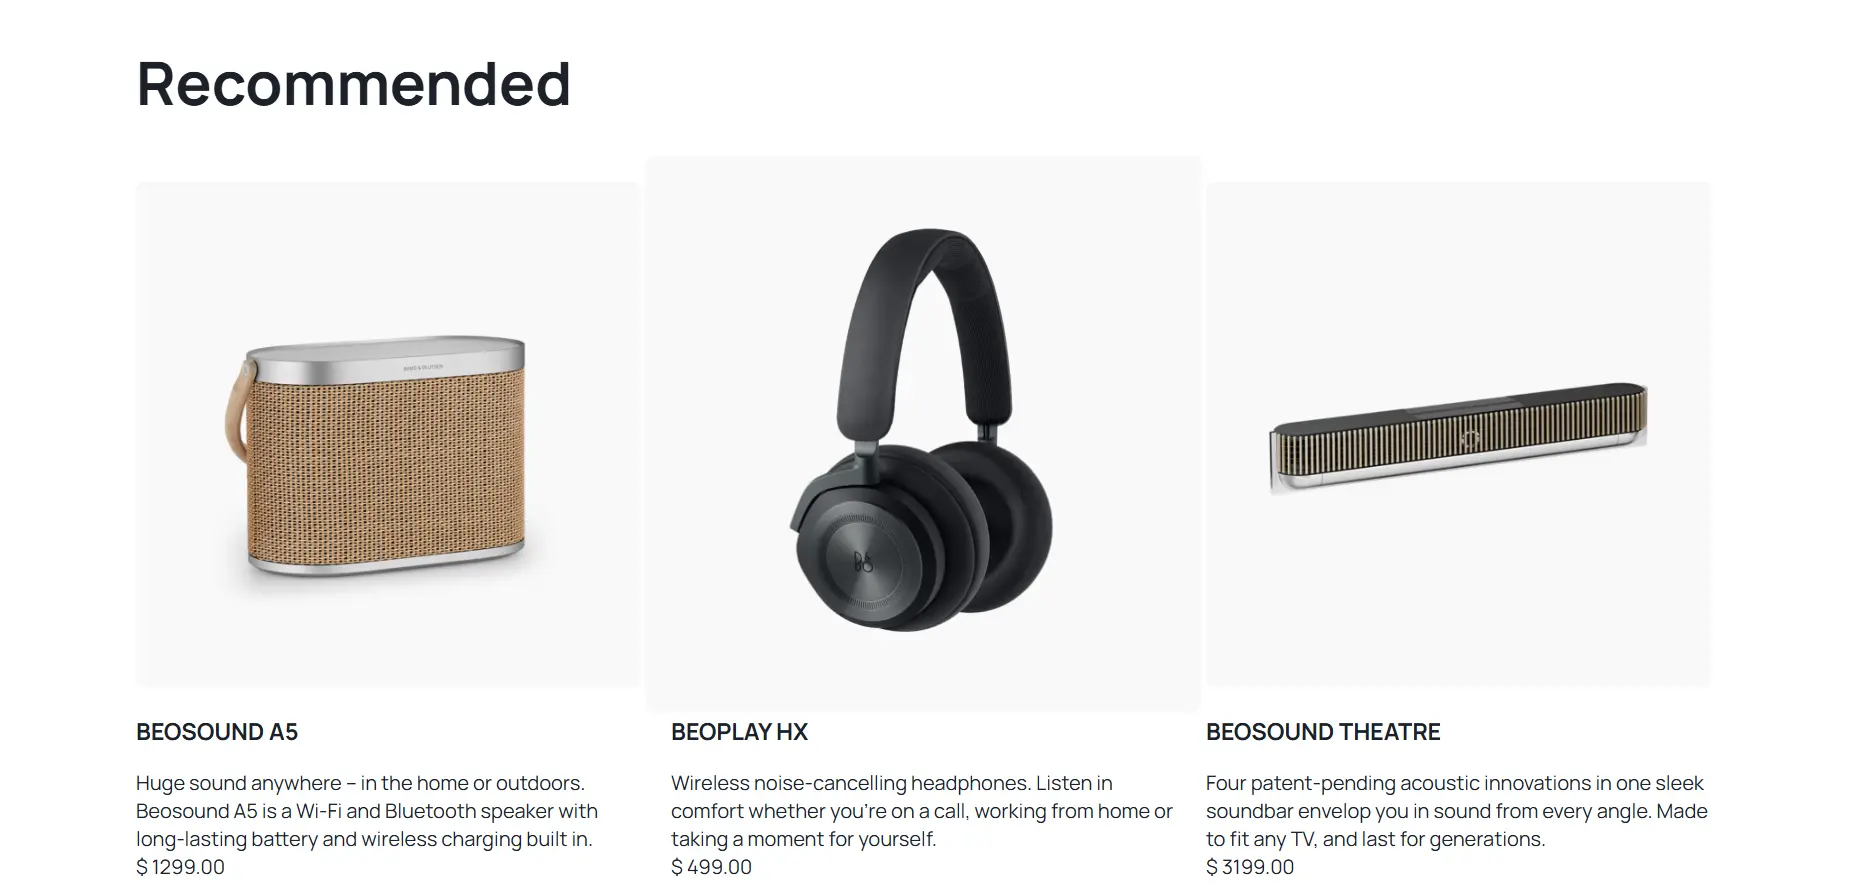 Recommended
BANG & OLUFSEN
B&O
BEOSOUND A5
Huge sound anywhere – in the home or outdoors.
Beosound A5 is a Wi-Fi and Bluetooth speaker with
long-lasting battery and wireless charging built in.
$ 1299.00
BEOPLAY HX
Wireless noise-cancelling headphones. Listen in
comfort whether you’re on a call, working from home or
taking a moment for yourself.
$ 499.00
BEOSOUND THEATRE
Four patent-pending acoustic innovations in one sleek
soundbar envelop you in sound from every angle. Made
to fit any TV, and last for generations.
$ 3199.00